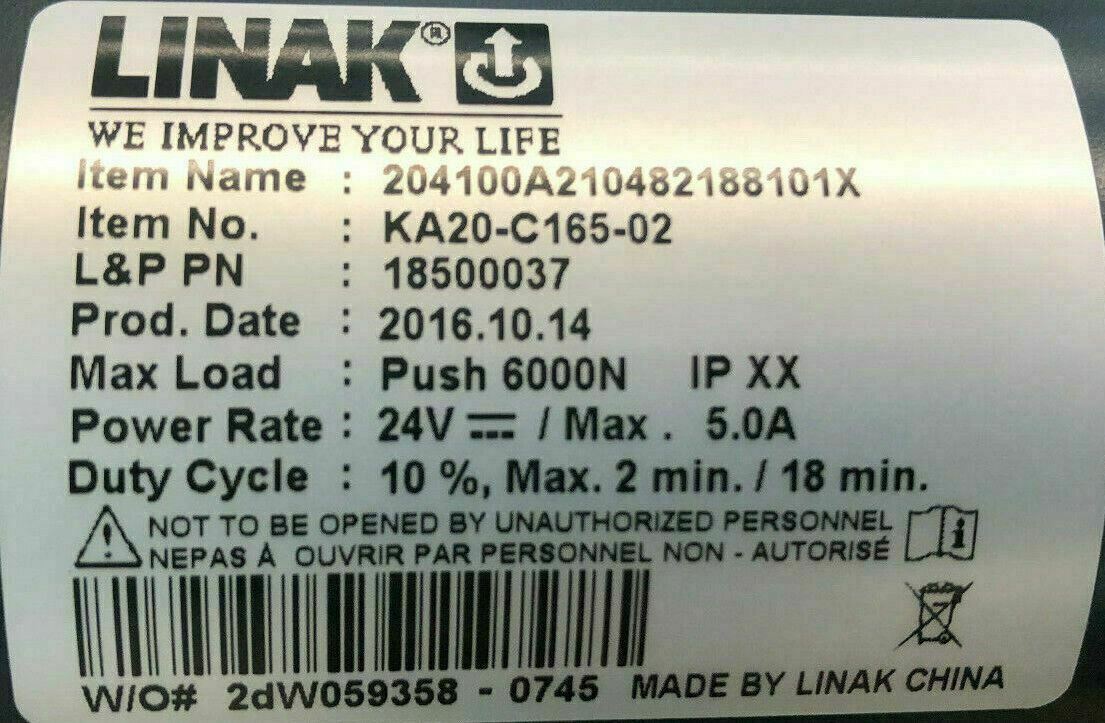 LINAK®
WE IMPROVE YOUR LIFE
Item Name : 204100A210482188101X
Item No. : KA20-C165-02
L&P PN : 18500037
Prod. Date : 2016.10.14
Max Load : Push 6000N IP XX
Power Rate : 24V ⎓ / Max . 5.0A
Duty Cycle : 10 %, Max. 2 min. / 18 min.
NOT TO BE OPENED BY UNAUTHORIZED PERSONNEL
NEPAS À OUVRIR PAR PERSONNEL NON - AUTORISÉ
W/O# 2dW059358 - 0745 MADE BY LINAK CHINA